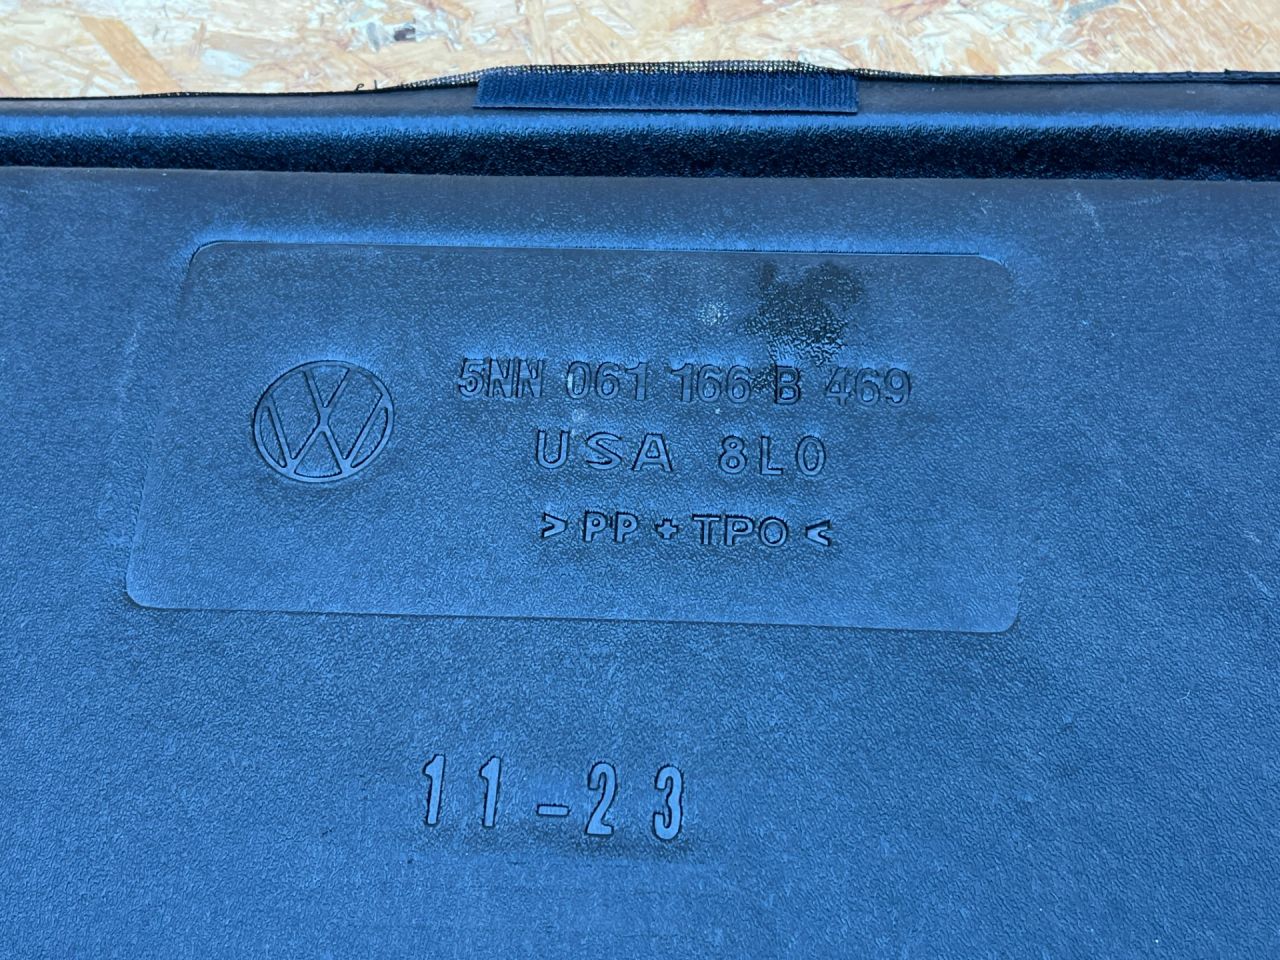 5NN 061 166 B 469
USA 8L0
>PP+TPO<
11-23